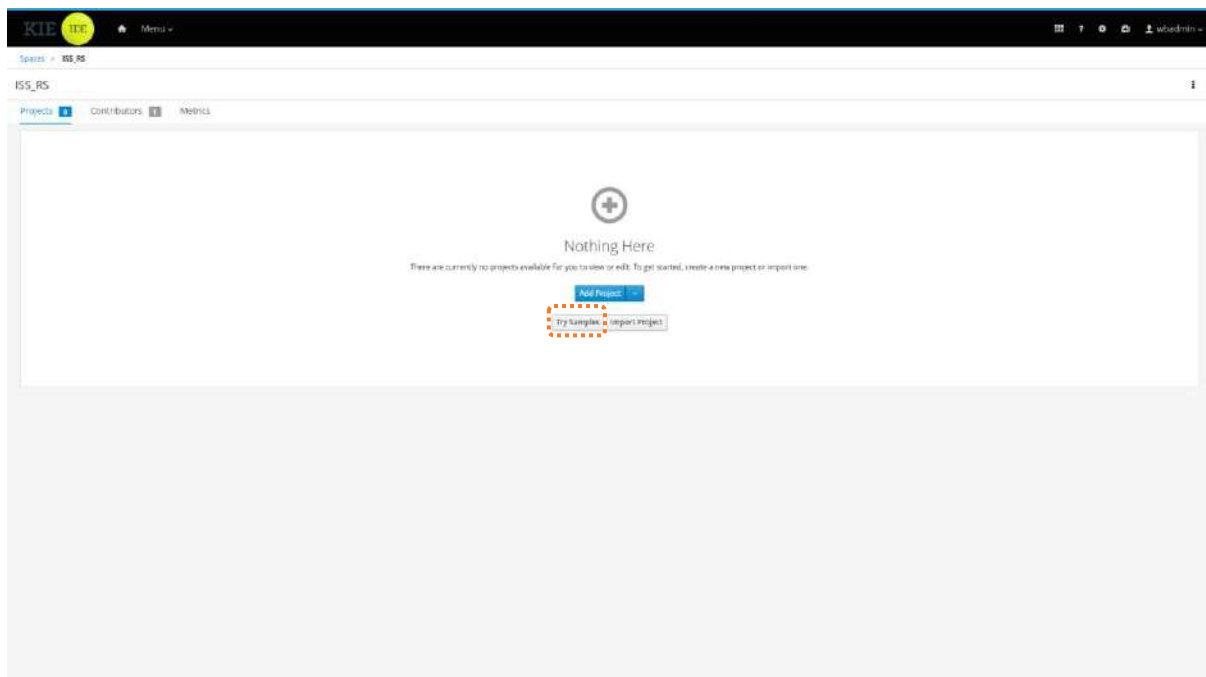 KIE IDE Menu wbadmin
Spaces > ISS_RS
ISS_RS
Projects 0 Contributors 1 Metrics
Nothing Here
There are currently no projects available for you to view or edit. To get started, create a new project or import one.
Add Project
Try Samples Import Project